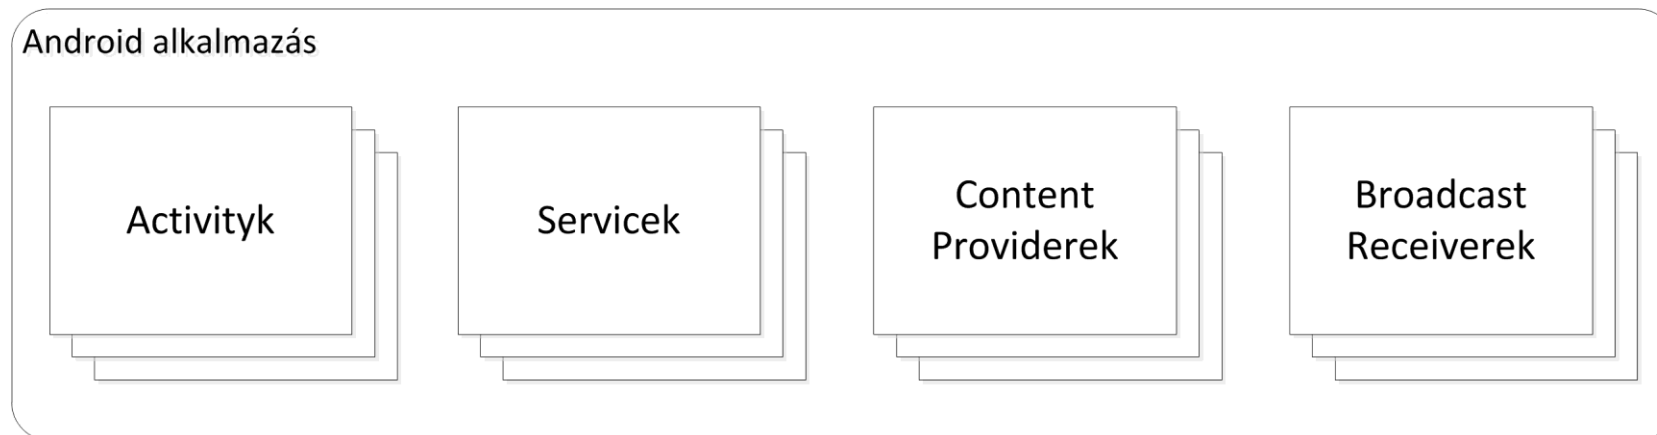 Android alkalmazás
Activityk
Servicek
Content
Providerek
Broadcast
Receiverek